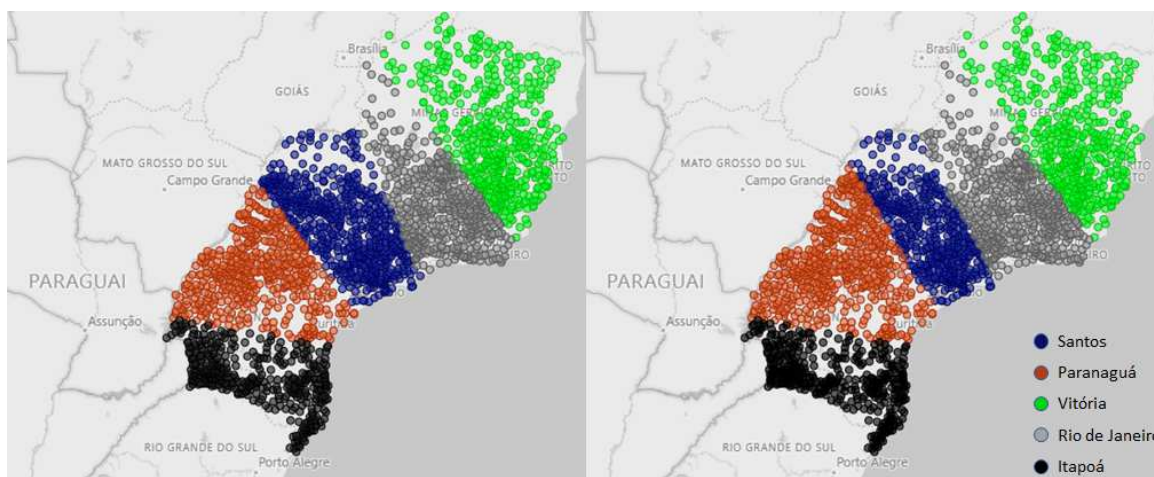 Brasília
GOIÁS
MATO GROSSO DO SUL
Campo Grande
PARAGUAI
Assunção
RIO GRANDE DO SUL
Porto Alegre
Brasília
GOIÁS
MATO GROSSO DO SUL
Campo Grande
PARAGUAI
Assunção
RIO GRANDE DO SUL
Porto Alegre
Santos
Paranaguá
Vitória
Rio de Janeiro
Itapoá